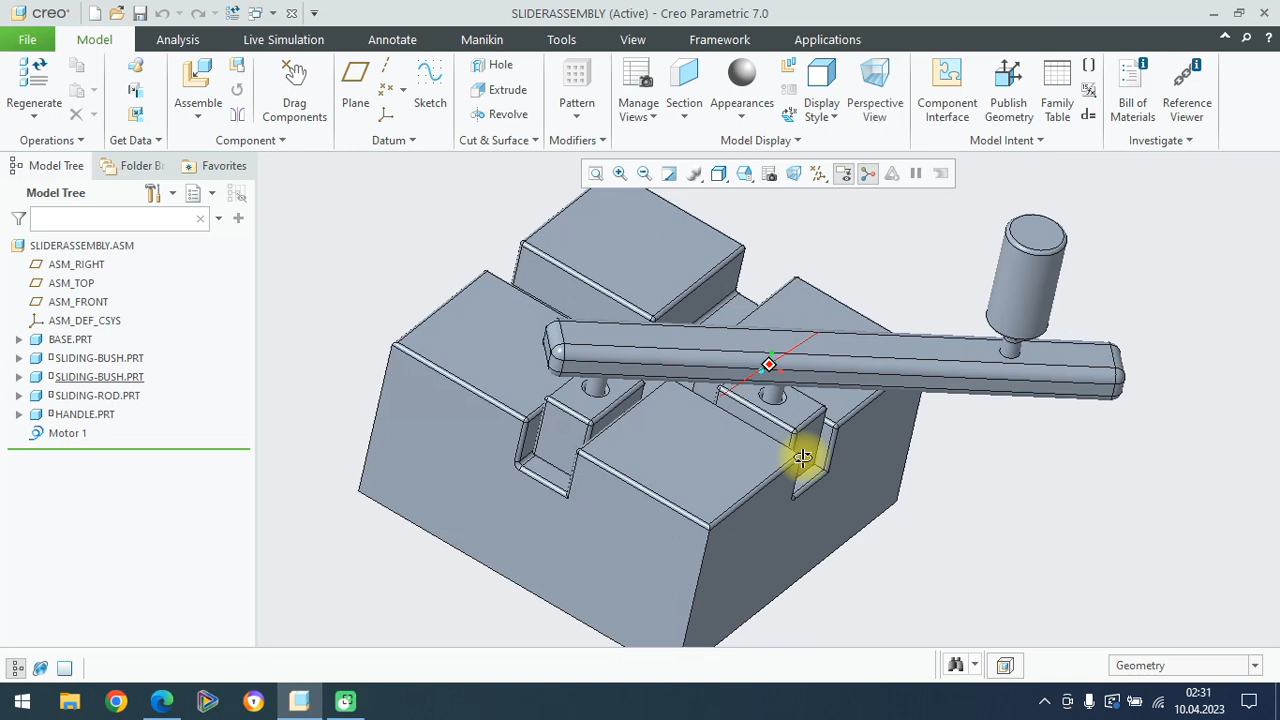 creo SLIDERASSEMBLY (Active) - Creo Parametric 7.0
File Model Analysis Live Simulation Annotate Manikin Tools View Framework Applications
Regenerate Assemble Drag Components Plane Sketch Hole Extrude Revolve Pattern Manage Views Section Appearances Display Style Perspective View Component Interface Publish Geometry Family Table Bill of Materials Reference Viewer
Operations Get Data Component Datum Cut & Surface Modifiers Model Display Model Intent Investigate
Model Tree Folder Br Favorites
Model Tree
SLIDERASSEMBLY.ASM
ASM_RIGHT
ASM_TOP
ASM_FRONT
ASM_DEF_CSYS
BASE.PRT
SLIDING-BUSH.PRT
SLIDING-BUSH.PRT
SLIDING-ROD.PRT
HANDLE.PRT
Motor 1
Geometry
02:31
10.04.2023